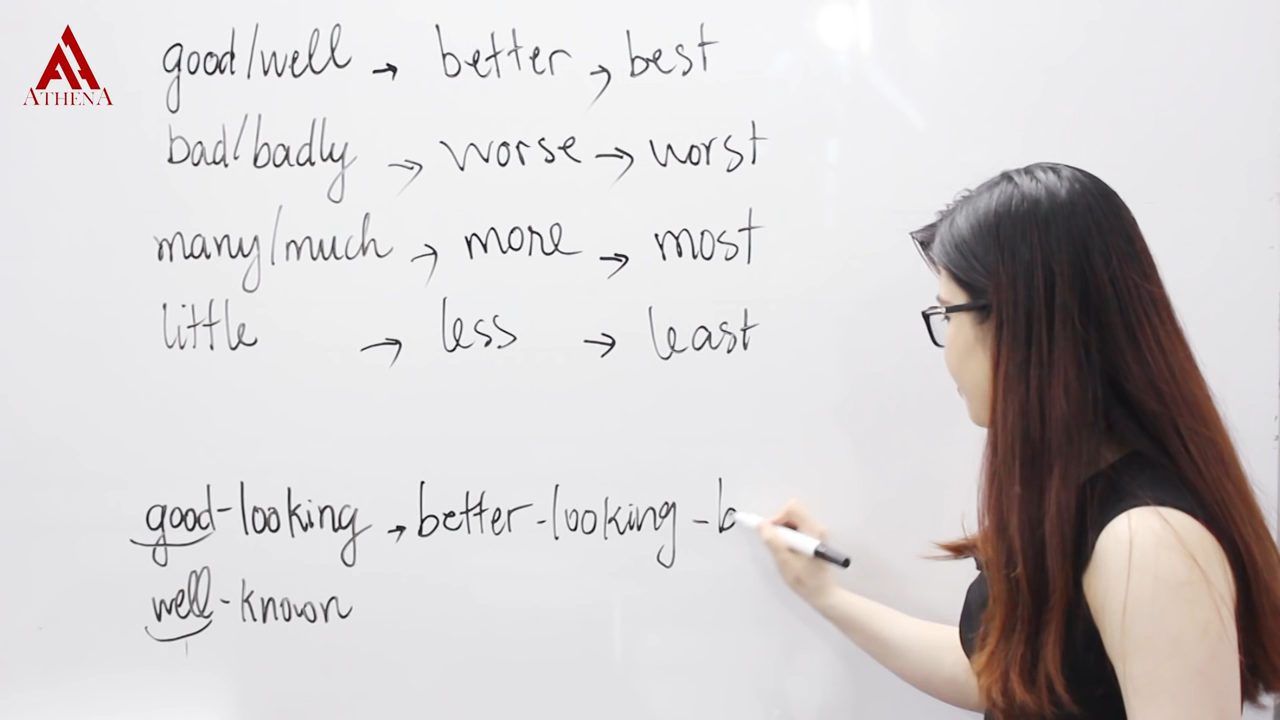 ATHENA
good/well → better → best
bad/badly → worse → worst
many/much → more → most
little → less → least
good-looking → better-looking - b
well-known